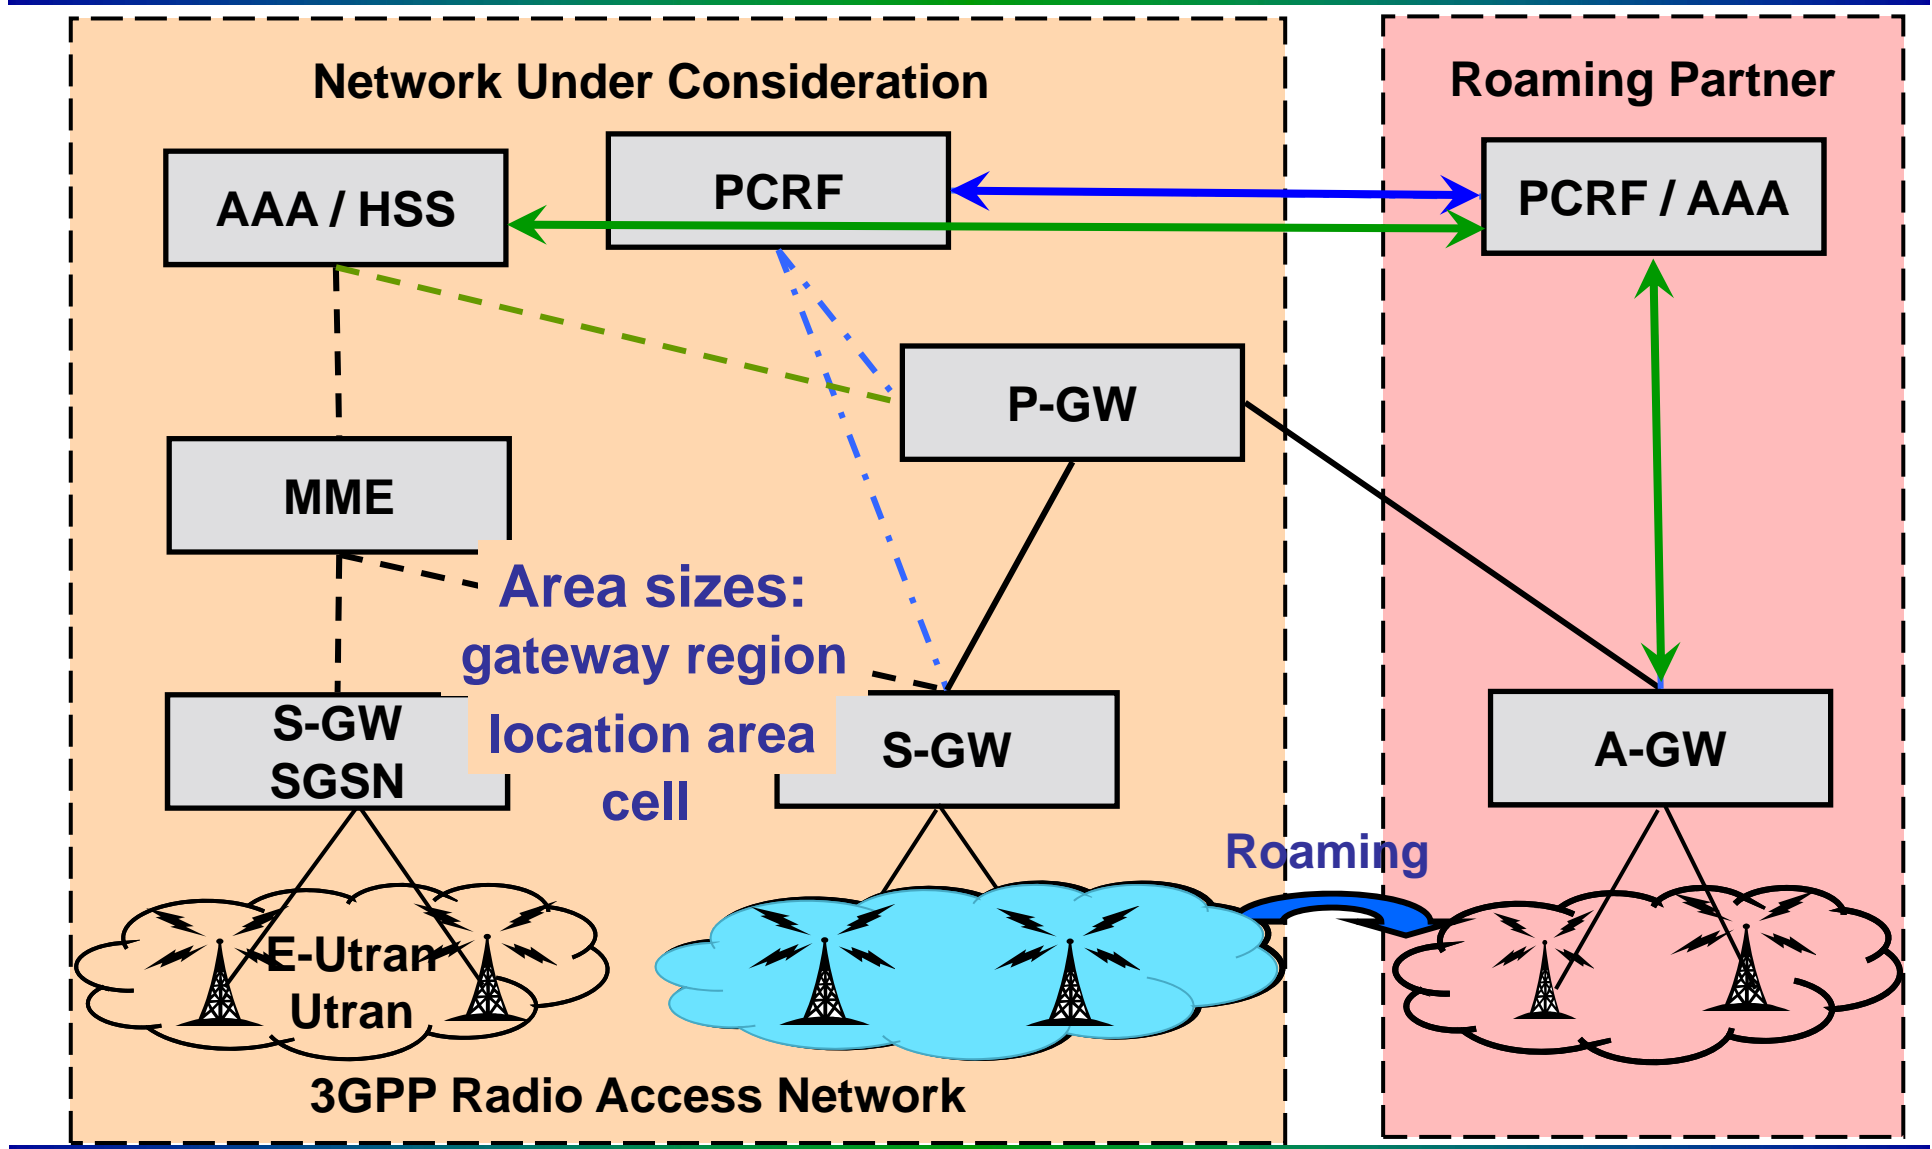 Network Under Consideration
Roaming Partner
AAA / HSS
PCRF
PCRF / AAA
P-GW
MME
Area sizes:
gateway region
location area
cell
S-GW
SGSN
S-GW
A-GW
Roaming
E-Utran
Utran
3GPP Radio Access Network